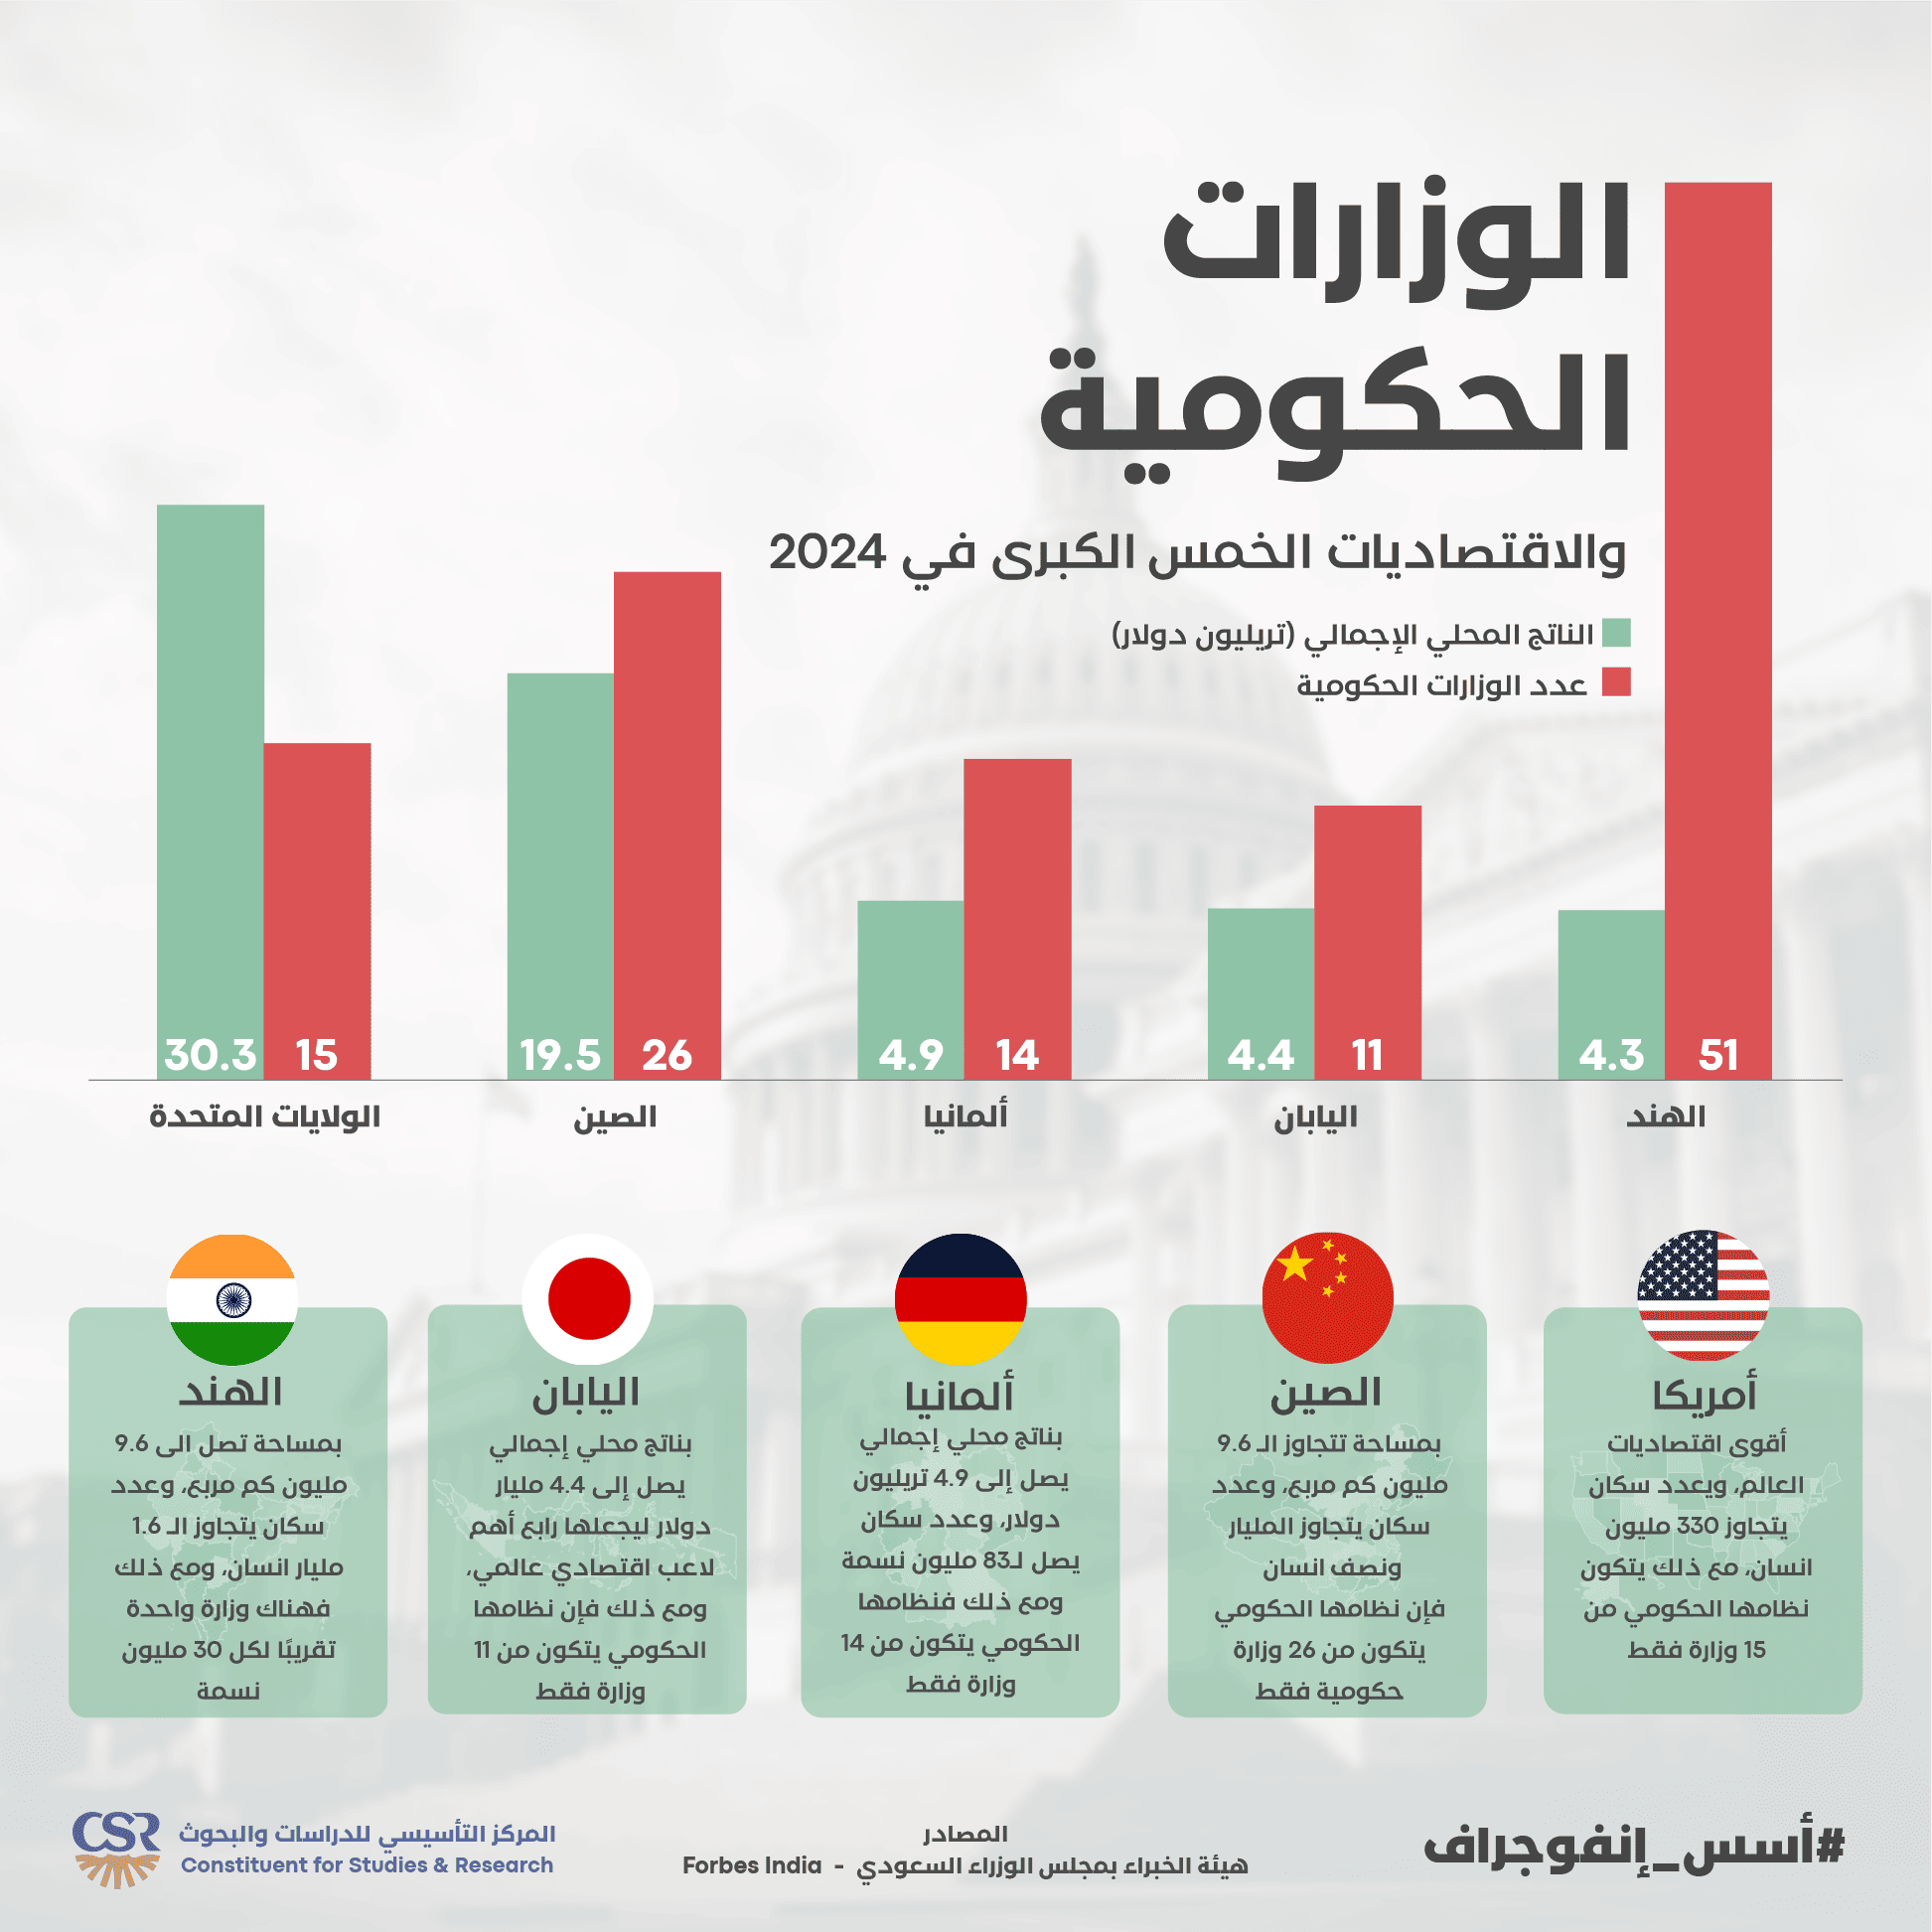 الوزارات
الحكومية
والاقتصاديات الخمس الكبرى في 2024
الناتج المحلي الإجمالي (تريليون دولار)
عدد الوزارات الحكومية
30.3 15
19.5 26
4.9 14
4.4 11
4.3 51
الولايات المتحدة
الصين
ألمانيا
اليابان
الهند
أمريكا
أقوى اقتصاديات
العالم، وبعدد سكان
يتجاوز 330 مليون
انسان، مع ذلك يتكون
نظامها الحكومي من
15 وزارة فقط
الصين
بمساحة تتجاوز الـ 9.6
مليون كم مربع، وعدد
سكان يتجاوز المليار
ونصف انسان
فإن نظامها الحكومي
يتكون من 26 وزارة
حكومية فقط
ألمانيا
بناتج محلي إجمالي
يصل إلى 4.9 تريليون
دولار، وعدد سكان
يصل لـ83 مليون نسمة
ومع ذلك فنظامها
الحكومي يتكون من 14
وزارة فقط
اليابان
بناتج محلي إجمالي
يصل إلى 4.4 مليار
دولار ليجعلها رابع أهم
لاعب اقتصادي عالمي،
ومع ذلك فإن نظامها
الحكومي يتكون من 11
وزارة فقط
الهند
بمساحة تصل الى 9.6
مليون كم مربع، وعدد
سكان يتجاوز الـ 1.6
مليار انسان، ومع ذلك
فهناك وزارة واحدة
تقريبًا لكل 30 مليون
نسمة
#أسس_إنفوجراف
المصادر
هيئة الخبراء بمجلس الوزراء السعودي - Forbes India
CSR
المركز التأسيسي للدراسات والبحوث
Constituent for Studies & Research